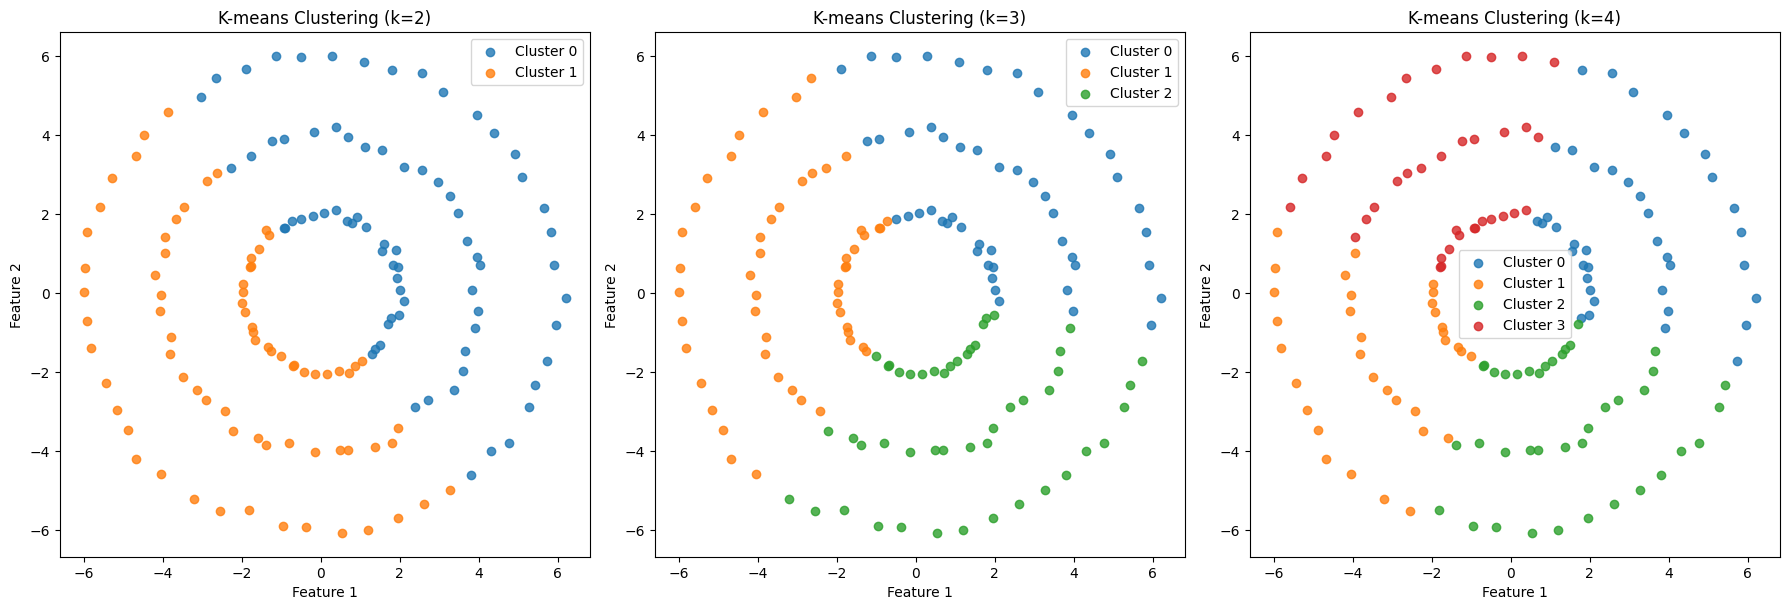 K-means Clustering (k=2)
Cluster 0
Cluster 1
6
4
2
0
−2
−4
−6
Feature 2
−6 −4 −2 0 2 4 6
Feature 1
K-means Clustering (k=3)
Cluster 0
Cluster 1
Cluster 2
6
4
2
0
−2
−4
−6
Feature 2
−6 −4 −2 0 2 4 6
Feature 1
K-means Clustering (k=4)
Cluster 0
Cluster 1
Cluster 2
Cluster 3
6
4
2
0
−2
−4
−6
Feature 2
−6 −4 −2 0 2 4 6
Feature 1